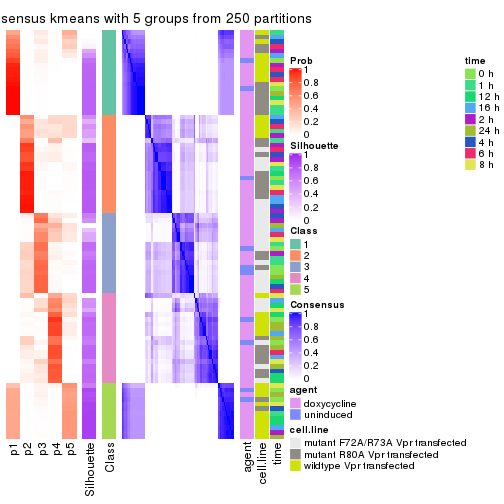 sensus kmeans with 5 groups from 250 partitions
Prob
1
0.8
0.6
0.4
0.2
0
Silhouette
1
0.8
0.6
0.4
0.2
0
Class
1
2
3
4
5
Consensus
1
0.8
0.6
0.4
0.2
0
agent
doxycycline
uninduced
cell.line
mutant F72A/R73A Vpr transfected
mutant R80A Vpr transfected
wildtype Vpr transfected
time
0 h
1 h
12 h
16 h
2 h
24 h
4 h
6 h
8 h
p1
p2
p3
p4
p5
Silhouette
Class
agent
cell.line
time